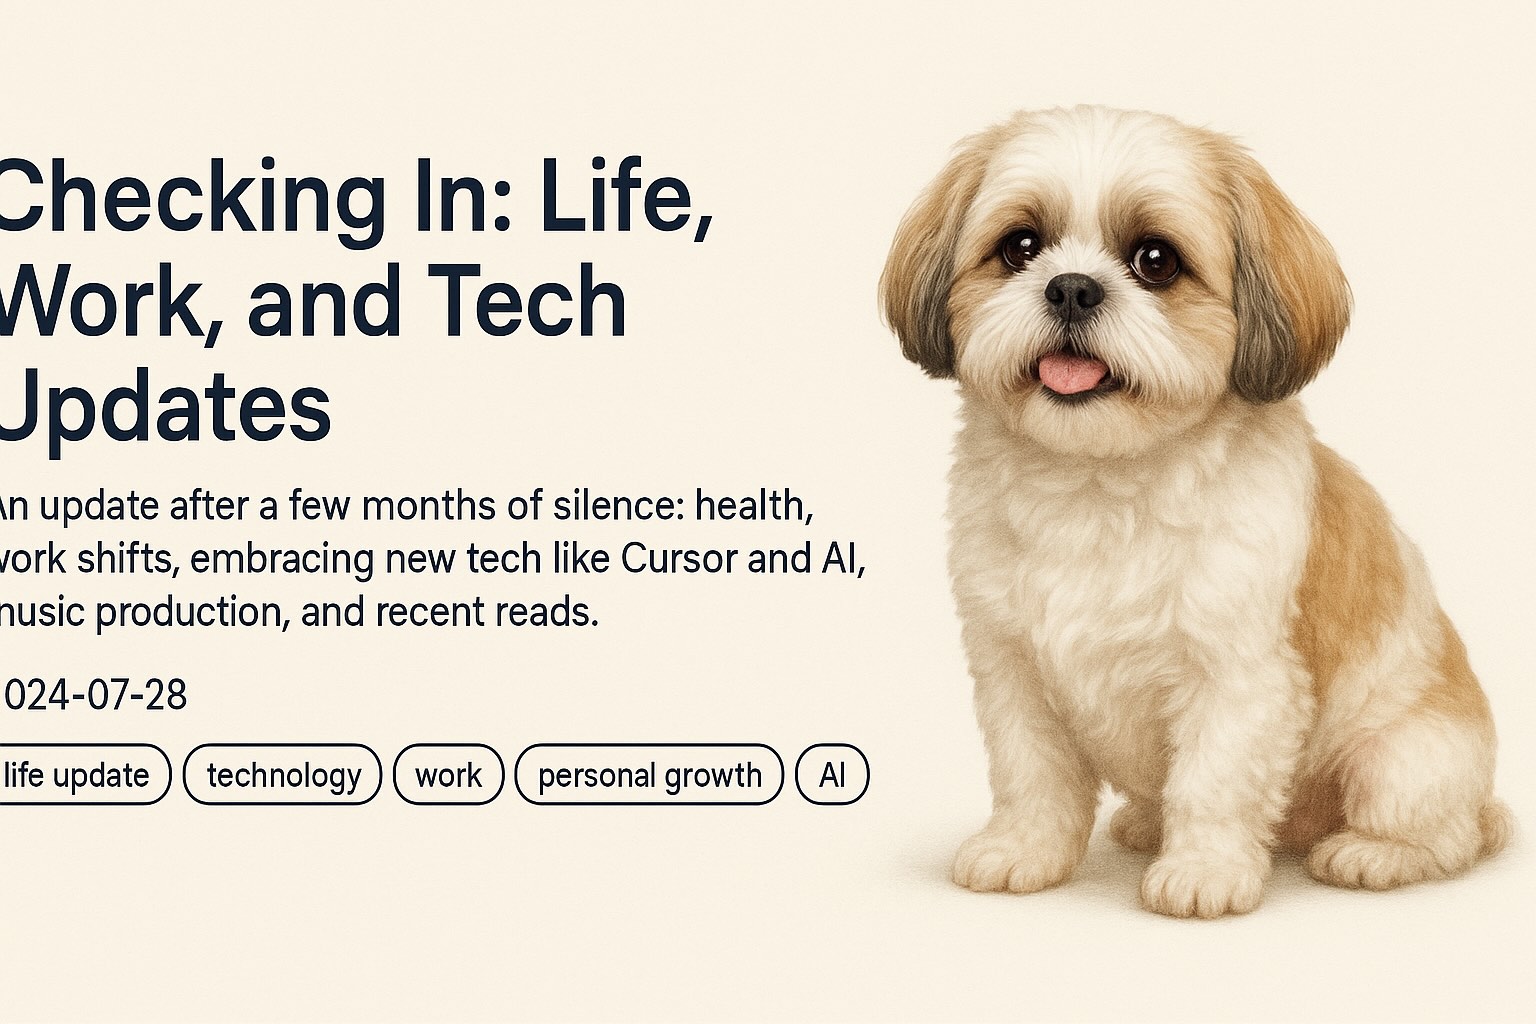 Checking In: Life,
Work, and Tech
Updates
An update after a few months of silence: health,
work shifts, embracing new tech like Cursor and AI,
music production, and recent reads.
024-07-28
life update technology work personal growth AI